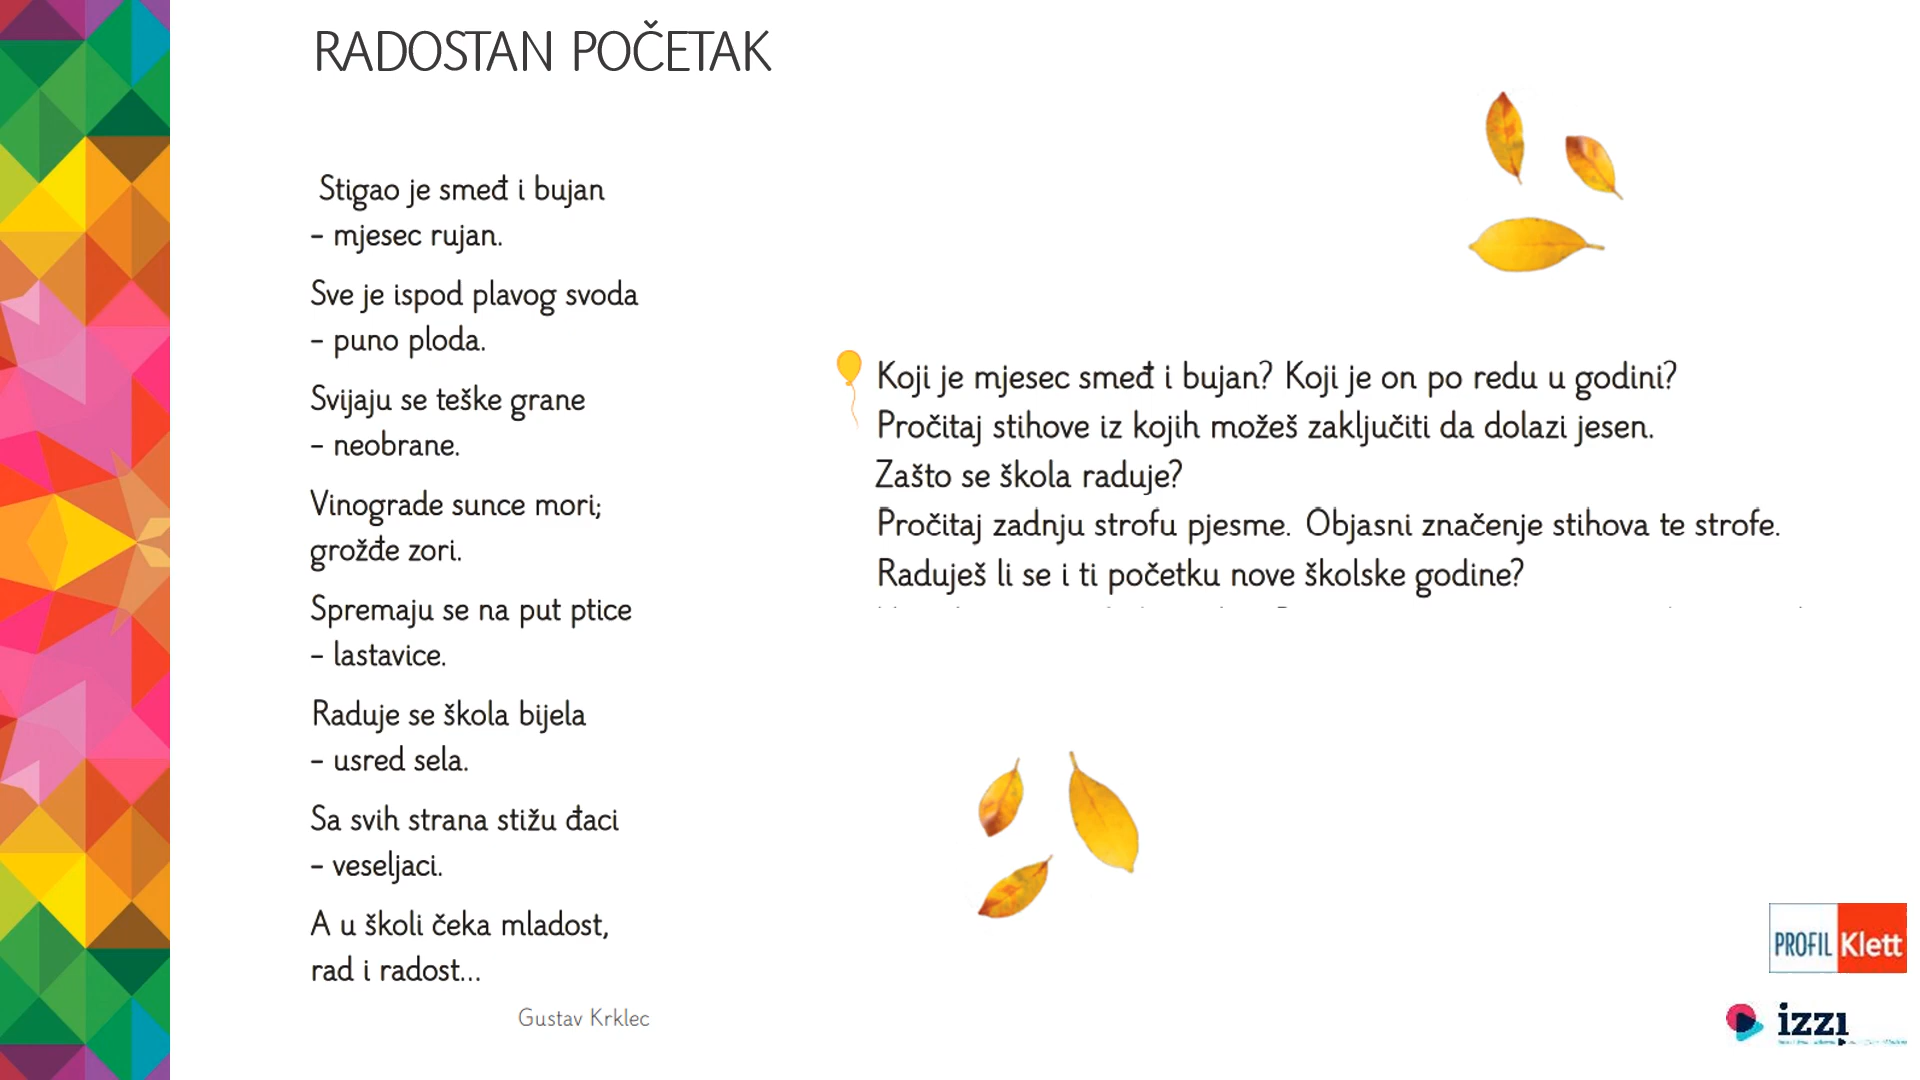 RADOSTAN POČETAK
Stigao je smeđ i bujan
– mjesec rujan.
Sve je ispod plavog svoda
– puno ploda.
Svijaju se teške grane
– neobrane.
Vinograde sunce mori;
grožđe zori.
Spremaju se na put ptice
– lastavice.
Raduje se škola bijela
– usred sela.
Sa svih strana stižu đaci
– veseljaci.
A u školi čeka mladost,
rad i radost...
Gustav Krklec
Koji je mjesec smeđ i bujan? Koji je on po redu u godini?
Pročitaj stihove iz kojih možeš zaključiti da dolazi jesen.
Zašto se škola raduje?
Pročitaj zadnju strofu pjesme. Objasni značenje stihova te strofe.
Raduješ li se i ti početku nove školske godine?
PROFIL Klett
izzi